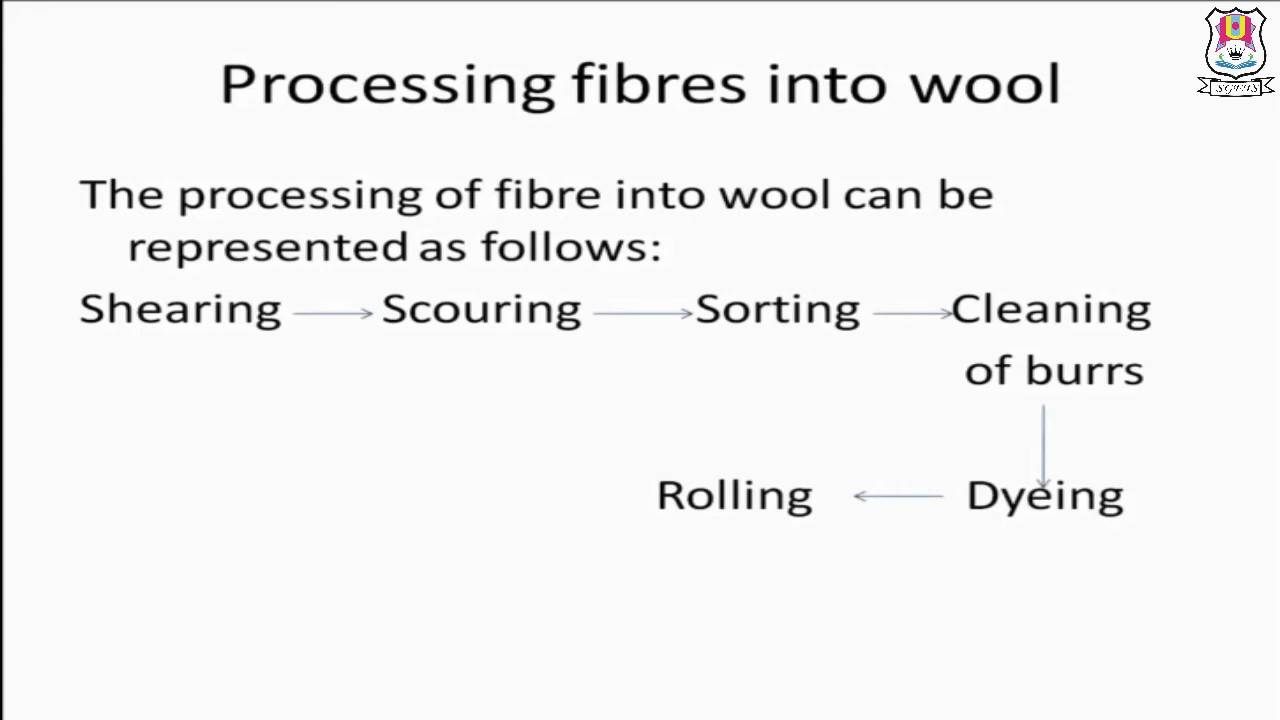 Processing fibres into wool
The processing of fibre into wool can be
represented as follows:
Shearing Scouring Sorting Cleaning
of burrs
Rolling Dyeing